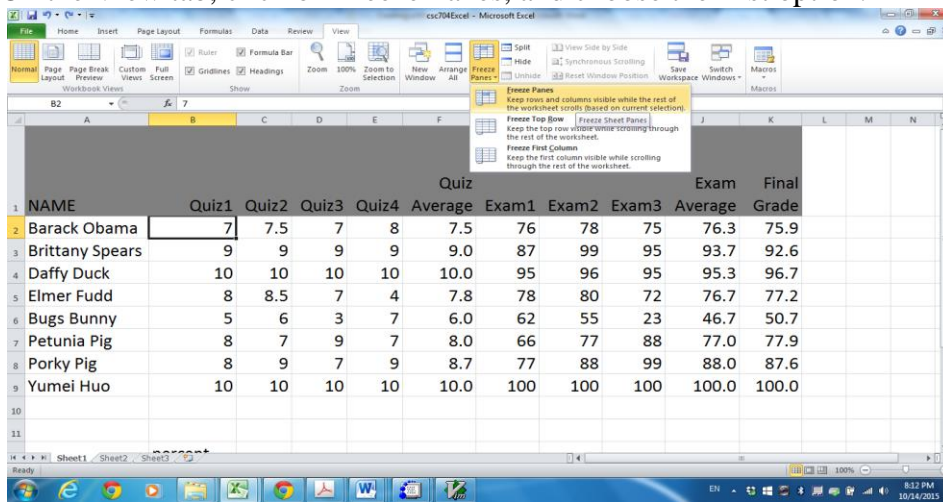 csc704Excel - Microsoft Excel
File Home Insert Page Layout Formulas Data Review View
Normal Page Layout Page Break Preview Custom Views Full Screen
Workbook Views
Ruler Formula Bar
Gridlines Headings
Show
Zoom 100% Zoom to Selection
Zoom
New Window Arrange All Freeze Panes
Split
Hide
Unhide
View Side by Side
Synchronous Scrolling
Reset Window Position
Save Workspace Switch Windows
Macros
Macros
Freeze Panes
Keep rows and columns visible while the rest of
the worksheet scrolls (based on current selection).
Freeze Top Row
Freeze Sheet Panes
Keep the top row visible while scrolling through
the rest of the worksheet.
Freeze First Column
Keep the first column visible while scrolling
through the rest of the worksheet.
B2 fx 7
A B C D E F J K L M N
Quiz Exam Final
1 NAME Quiz1 Quiz2 Quiz3 Quiz4 Average Exam1 Exam2 Exam3 Average Grade
2 Barack Obama 7 7.5 7 8 7.5 76 78 75 76.3 75.9
3 Brittany Spears 9 9 9 9 9.0 87 99 95 93.7 92.6
4 Daffy Duck 10 10 10 10 10.0 95 96 95 95.3 96.7
5 Elmer Fudd 8 8.5 7 4 7.8 78 80 72 76.7 77.2
6 Bugs Bunny 5 6 3 7 6.0 62 55 23 46.7 50.7
7 Petunia Pig 8 7 9 7 8.0 66 77 88 77.0 77.9
8 Porky Pig 8 9 7 9 8.7 77 88 99 88.0 87.6
9 Yumei Huo 10 10 10 10 10.0 100 100 100 100.0 100.0
10
11
Sheet1 Sheet2 Sheet3
Ready 100%
EN 8:12 PM
10/14/2015